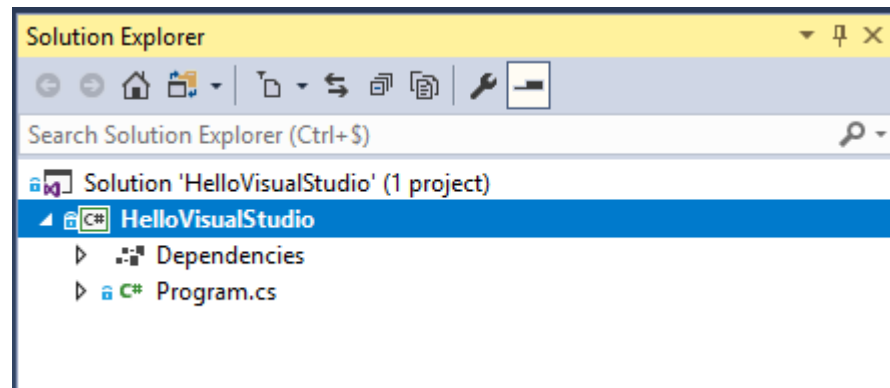 Solution Explorer
Search Solution Explorer (Ctrl+$)
Solution 'HelloVisualStudio' (1 project)
C# HelloVisualStudio
Dependencies
C# Program.cs